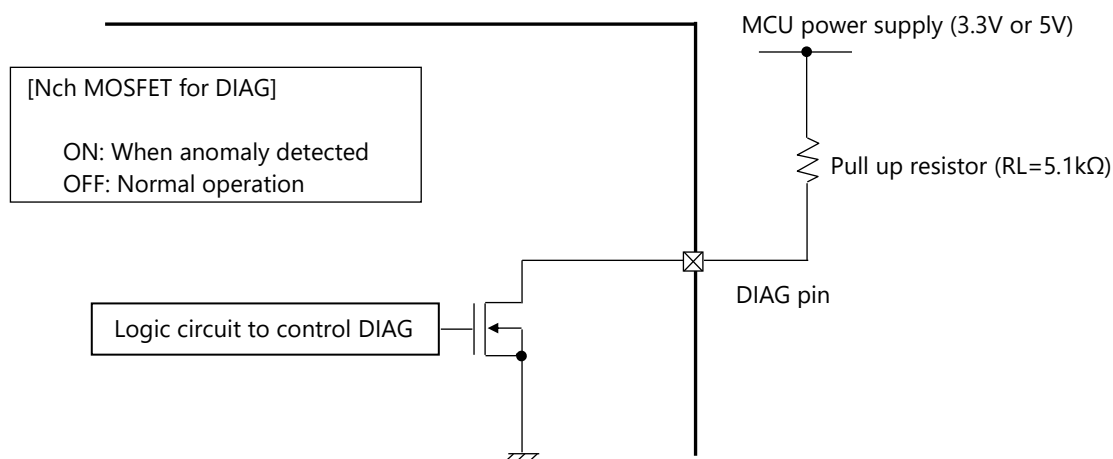 MCU power supply (3.3V or 5V)
[Nch MOSFET for DIAG]
ON: When anomaly detected
OFF: Normal operation
Pull up resistor (RL=5.1kΩ)
DIAG pin
Logic circuit to control DIAG